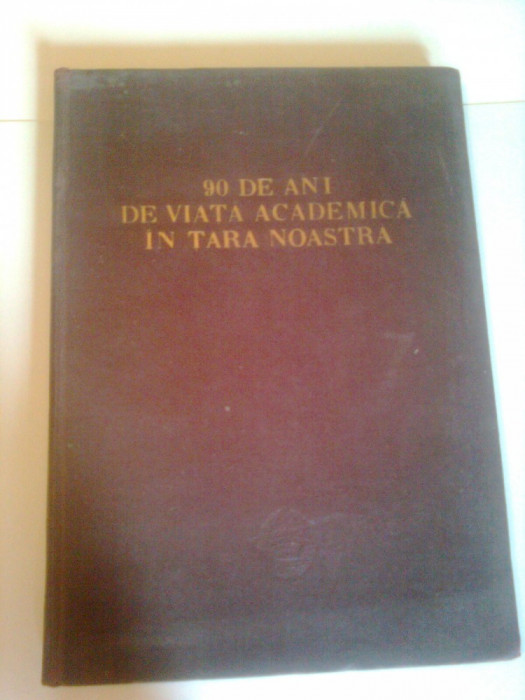 90 DE ANI
DE VIATA ACADEMICA
IN TARA NOASTRA